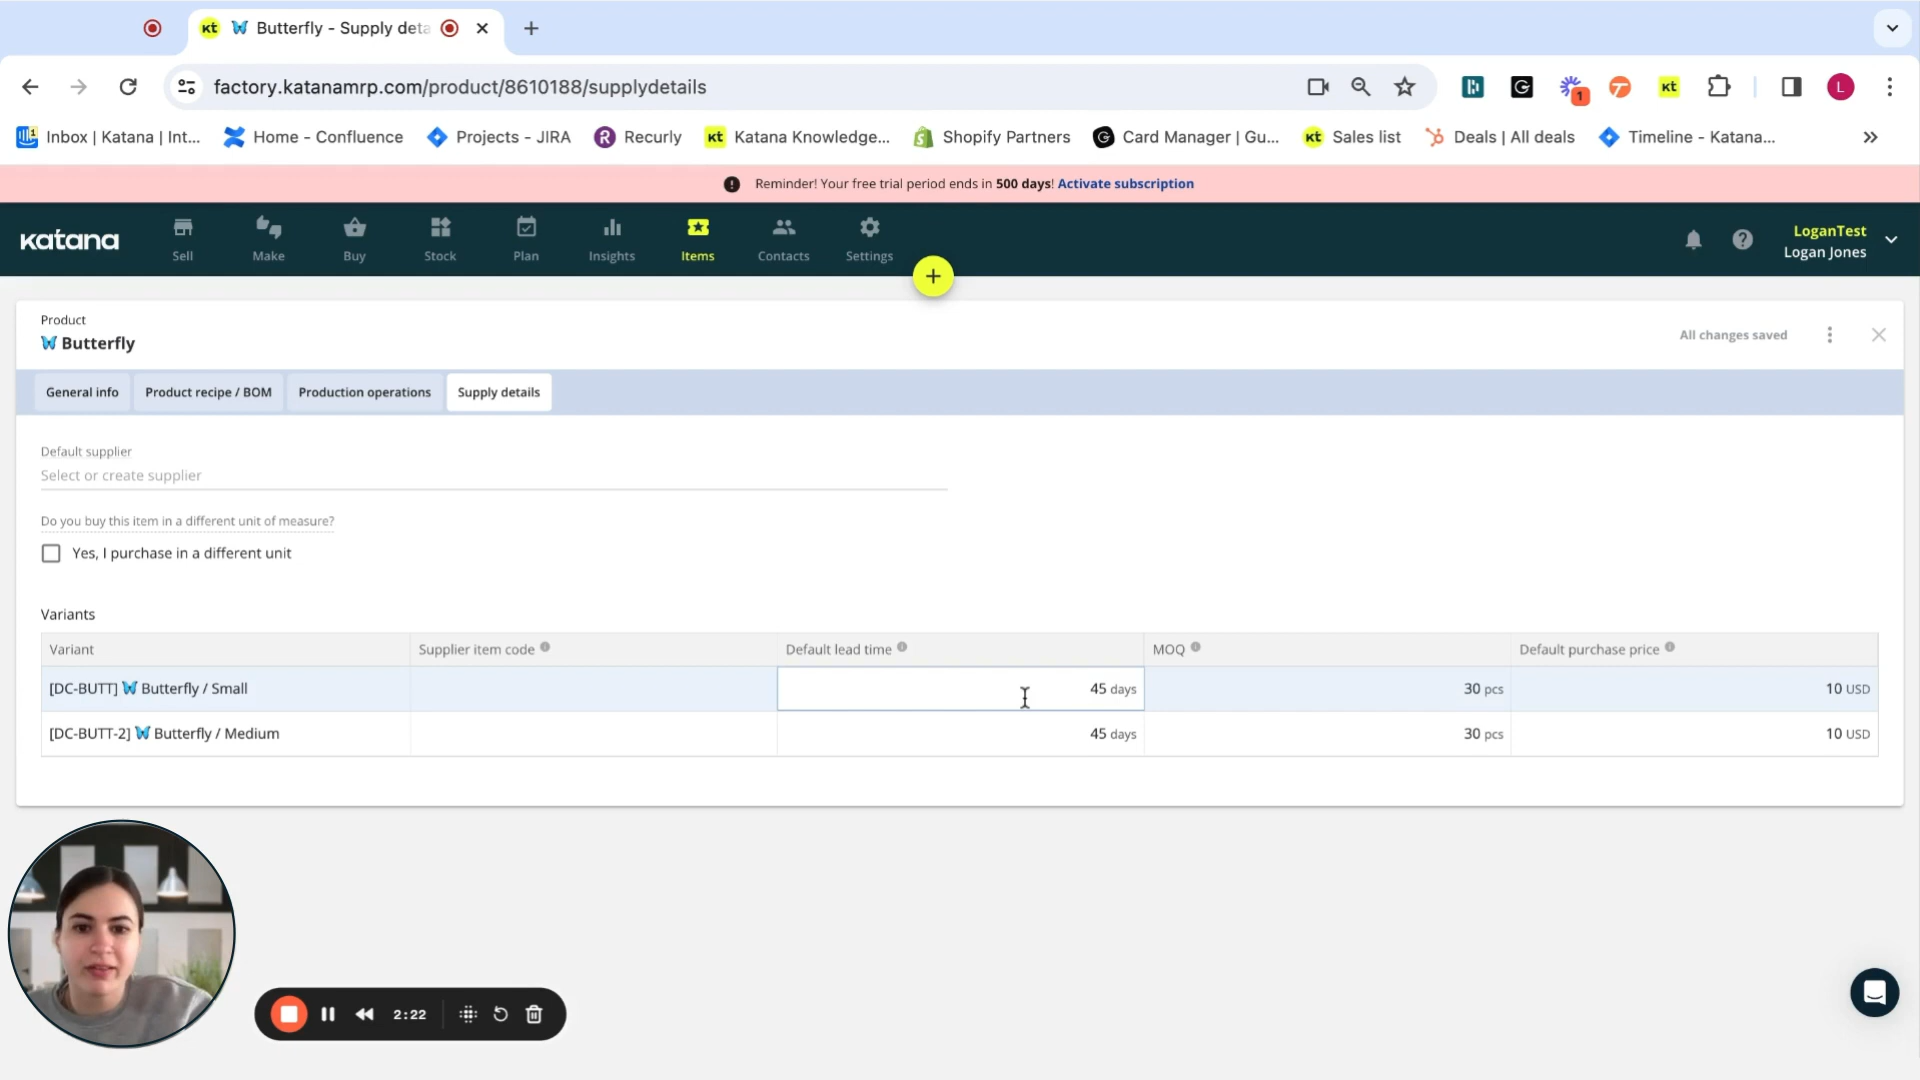 kt Butterfly - Supply deta
factory.katanamrp.com/product/8610188/supplydetails
kt
1
L
1
Inbox | Katana | Int...
Home - Confluence
Projects - JIRA
R Recurly
kt Katana Knowledge...
Shopify Partners
Card Manager | Gu...
kt Sales list
Deals | All deals
Timeline - Katana...
Reminder! Your free trial period ends in 500 days! Activate subscription
katana
Sell
Make
Buy
Stock
Plan
Insights
Items
Contacts
Settings
LoganTest
Logan Jones
Product
Butterfly
All changes saved
General info
Product recipe / BOM
Production operations
Supply details
Default supplier
Select or create supplier
Do you buy this item in a different unit of measure?
Yes, I purchase in a different unit
Variants
Variant Supplier item code Default lead time MOQ Default purchase price
[DC-BUTT] Butterfly / Small 45 days 30 pcs 10 USD
[DC-BUTT-2] Butterfly / Medium 45 days 30 pcs 10 USD
2:22